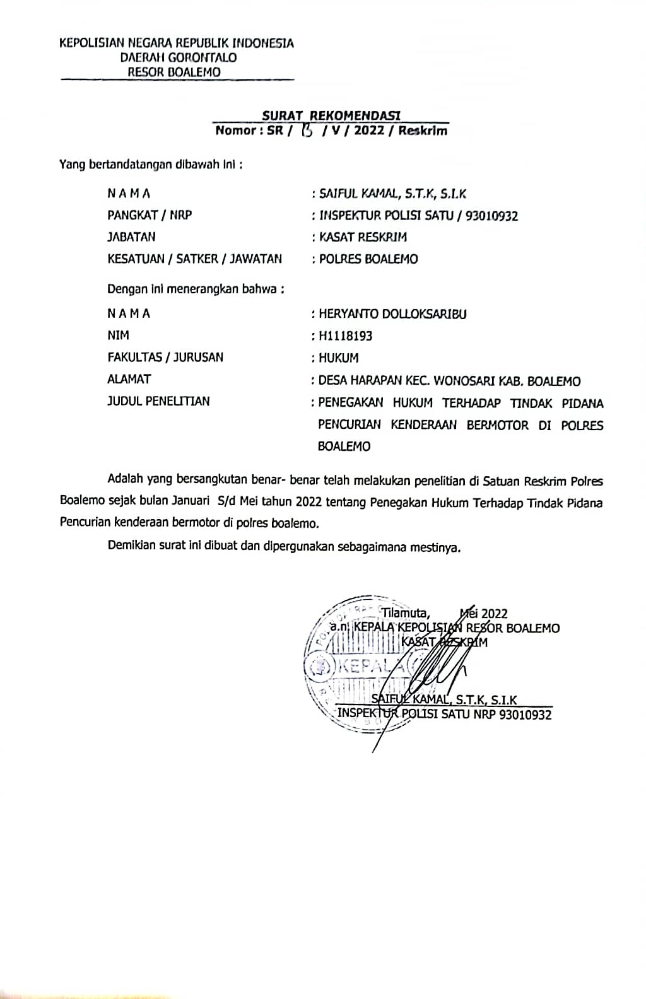 KEPOLISIAN NEGARA REPUBLIK INDONESIA
DAERAH GORONTALO
RESOR BOALEMO
SURAT REKOMENDASI
Nomor : SR / / V / 2022 / Reskrim
Yang bertandatangan dibawah ini :
N A M A : SAIFUL KAMAL, S.T.K, S.I.K
PANGKAT / NRP : INSPEKTUR POLISI SATU / 93010932
JABATAN : KASAT RESKRIM
KESATUAN / SATKER / JAWATAN : POLRES BOALEMO
Dengan ini menerangkan bahwa :
N A M A : HERYANTO DOLLOKSARIBU
NIM : H1118193
FAKULTAS / JURUSAN : HUKUM
ALAMAT : DESA HARAPAN KEC. WONOSARI KAB. BOALEMO
JUDUL PENELITIAN : PENEGAKAN HUKUM TERHADAP TINDAK PIDANA
PENCURIAN KENDERAAN BERMOTOR DI POLRES
BOALEMO
Adalah yang bersangkutan benar- benar telah melakukan penelitian di Satuan Reskrim Polres
Boalemo sejak bulan Januari S/d Mei tahun 2022 tentang Penegakan Hukum Terhadap Tindak Pidana
Pencurian kenderaan bermotor di polres boalemo.
Demikian surat ini dibuat dan dipergunakan sebagaimana mestinya.
Tilamuta, Mei 2022
a.n. KEPALA KEPOLISIAN RESOR BOALEMO
KASAT RESKRIM
KEPALA
SAIFUL KAMAL, S.T.K, S.I.K
INSPEKTUR POLISI SATU NRP 93010932